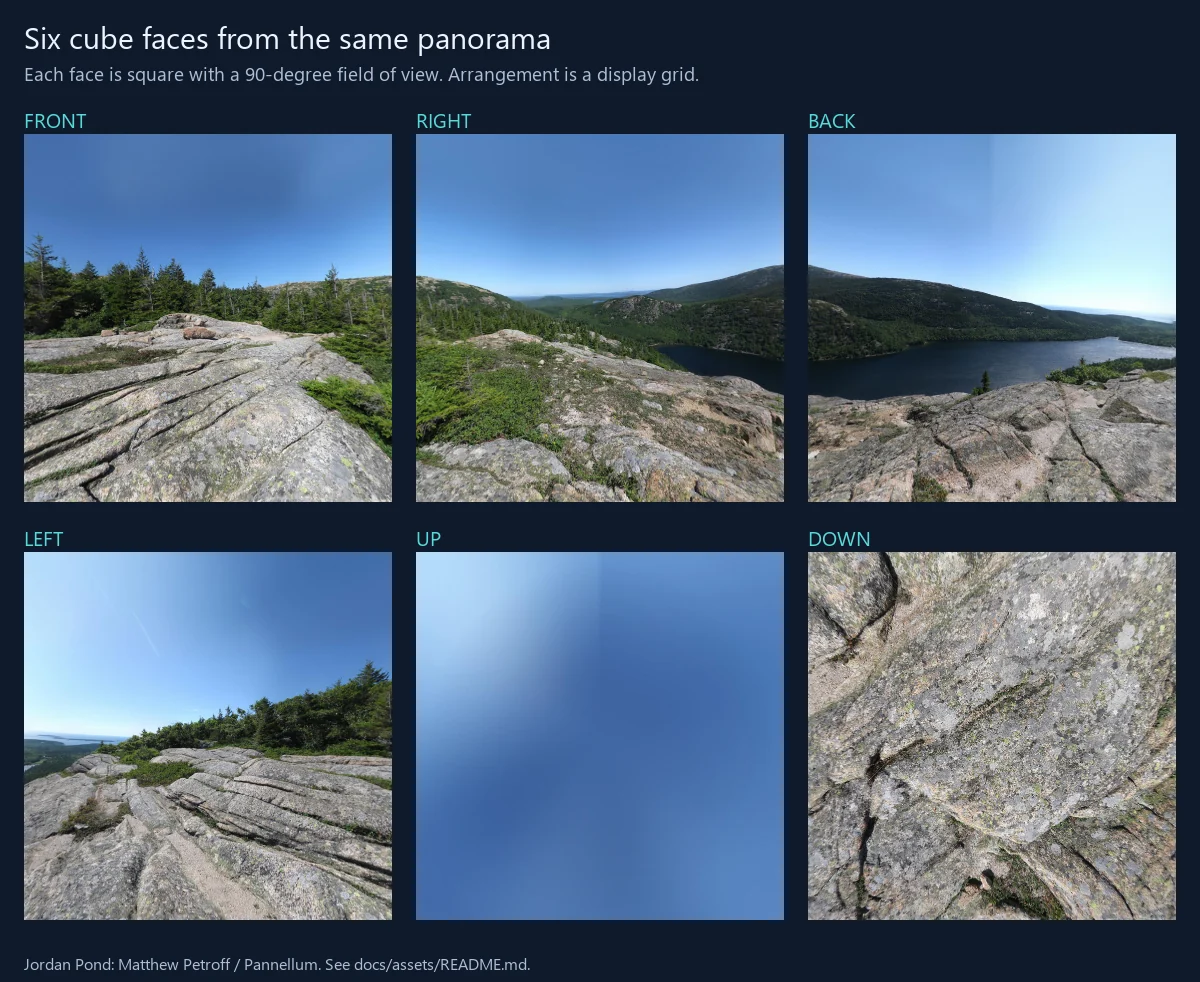 Six cube faces from the same panorama
Each face is square with a 90-degree field of view. Arrangement is a display grid.
FRONT
RIGHT
BACK
LEFT
UP
DOWN
Jordan Pond: Matthew Petroff / Pannellum. See docs/assets/README.md.